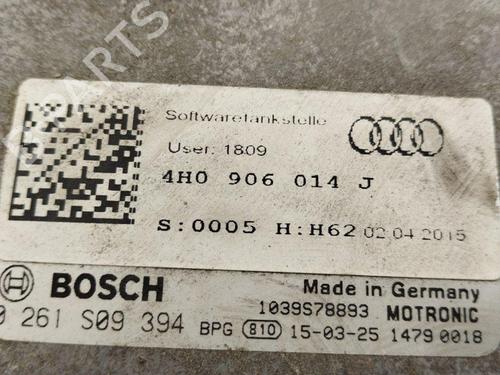 PARTS
Softwaretankstelle
User: 1809
4H0 906 014 J
S:0005 H:H62 02.04.2015
BOSCH
Made in Germany
1039S78893 MOTRONIC
0 261 S09 394 BPG 810 15-03-25 1479 0018